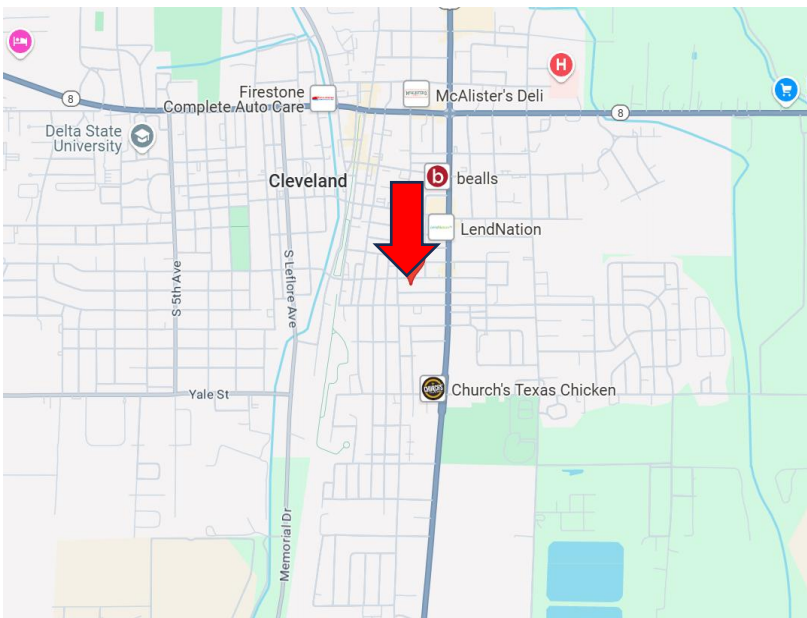 H
Firestone
Complete Auto Care
McAlister's Deli
8
8
Delta State
University
Cleveland
b
bealls
LendNation
S 5th Ave
S Leflore Ave
Church's Texas Chicken
Yale St
Memorial Dr